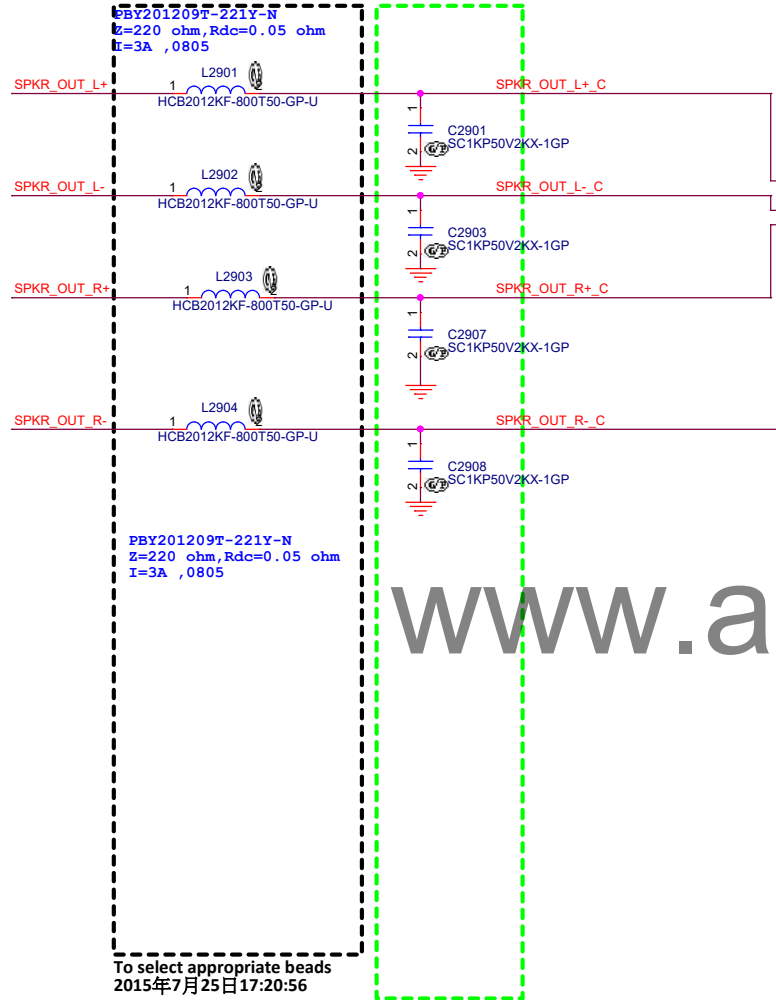 PBY201209T-221Y-N
Z=220 ohm,Rdc=0.05 ohm
I=3A ,0805
SPKR_OUT_L+
1
L2901
2
HCB2012KF-800T50-GP-U
SPKR_OUT_L+_C
1
2
C2901
G/P
SC1KP50V2KX-1GP
SPKR_OUT_L-
1
L2902
2
HCB2012KF-800T50-GP-U
SPKR_OUT_L-_C
1
2
C2903
G/P
SC1KP50V2KX-1GP
SPKR_OUT_R+
1
L2903
2
HCB2012KF-800T50-GP-U
SPKR_OUT_R+_C
1
2
C2907
G/P
SC1KP50V2KX-1GP
SPKR_OUT_R-
1
L2904
2
HCB2012KF-800T50-GP-U
SPKR_OUT_R-_C
1
2
C2908
G/P
SC1KP50V2KX-1GP
PBY201209T-221Y-N
Z=220 ohm,Rdc=0.05 ohm
I=3A ,0805
www.a
To select appropriate beads
2015年7月25日17:20:56